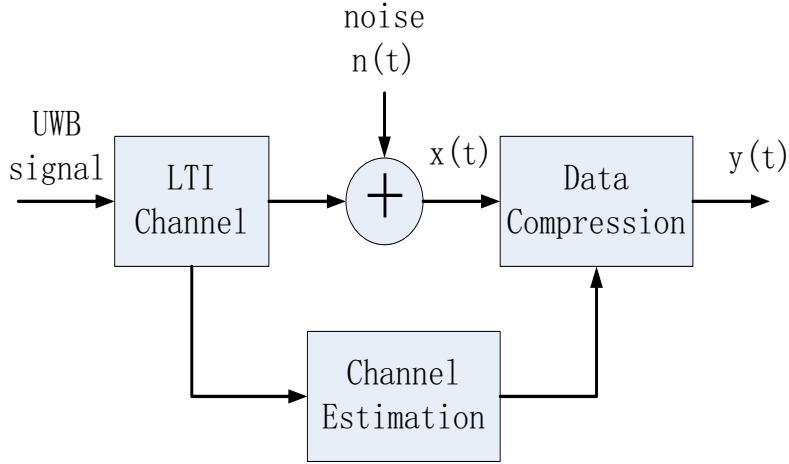 noise
n(t)
UWB
signal
LTI
Channel
+
x(t)
Data
Compression
y(t)
Channel
Estimation